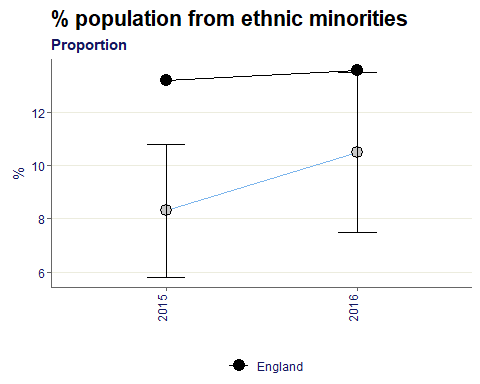 % population from ethnic minorities
Proportion
12
10
8
6
%
2015
2016
England